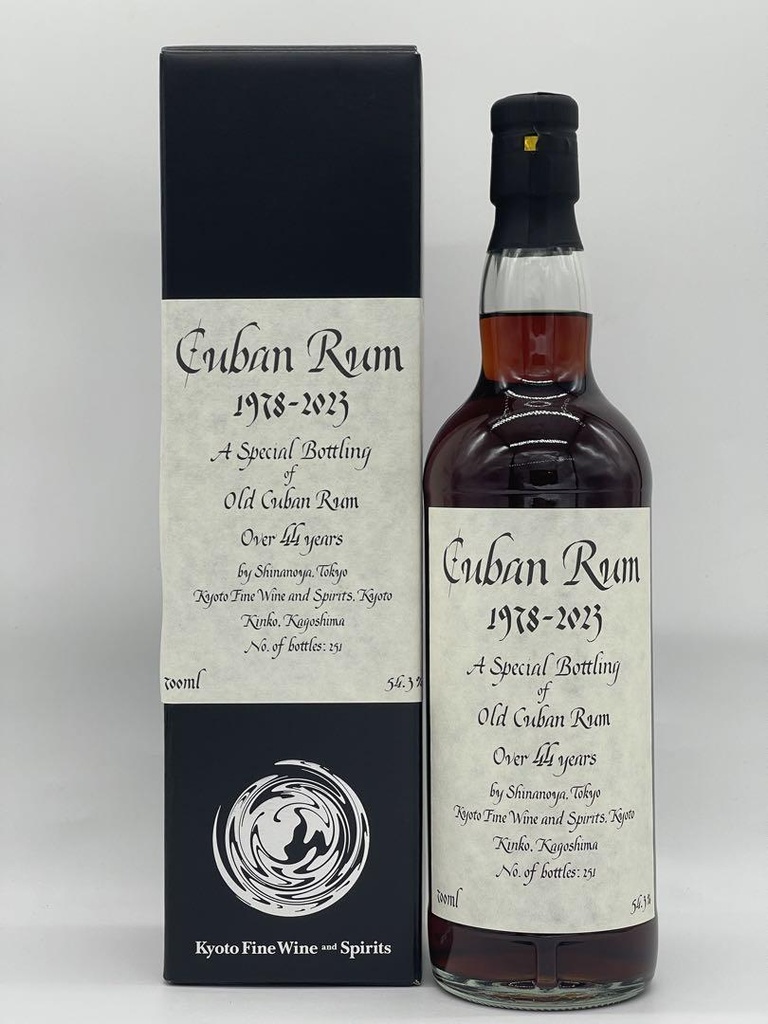 Cuban Rum
1978-2023
A Special Bottling
of
Old Cuban Rum
Over 44 years
by Shinanoya, Tokyo
Kyoto Fine Wine and Spirits, Kyoto
Kinko, Kagoshima
No. of bottles: 251
700ml 54.3%
Kyoto Fine Wine and Spirits
Cuban Rum
1978-2023
A Special Bottling
of
Old Cuban Rum
Over 44 years
by Shinanoya, Tokyo
Kyoto Fine Wine and Spirits, Kyoto
Kinko, Kagoshima
No. of bottles: 251
700ml 54.3%